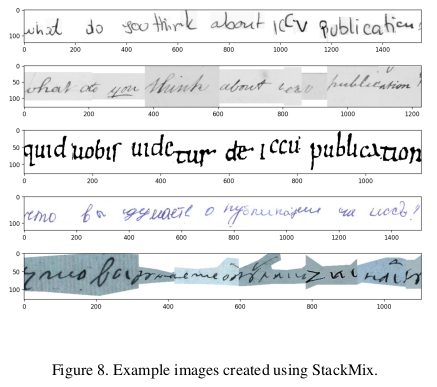 0
50
100
what do you think about ICCV publication
0 200 400 600 800 1000 1200 1400
0
50
100
what do you think about publication
0 200 400 600 800 1000 1200
0
50
100
quid uobis uidetur de iccu publication
0 200 400 600 800 1000
0
100
что вы думаете о публикации на
0 200 400 600 800 1000 1200 1400
0
50
100
0 200 400 600 800 1000
Figure 8. Example images created using StackMix.